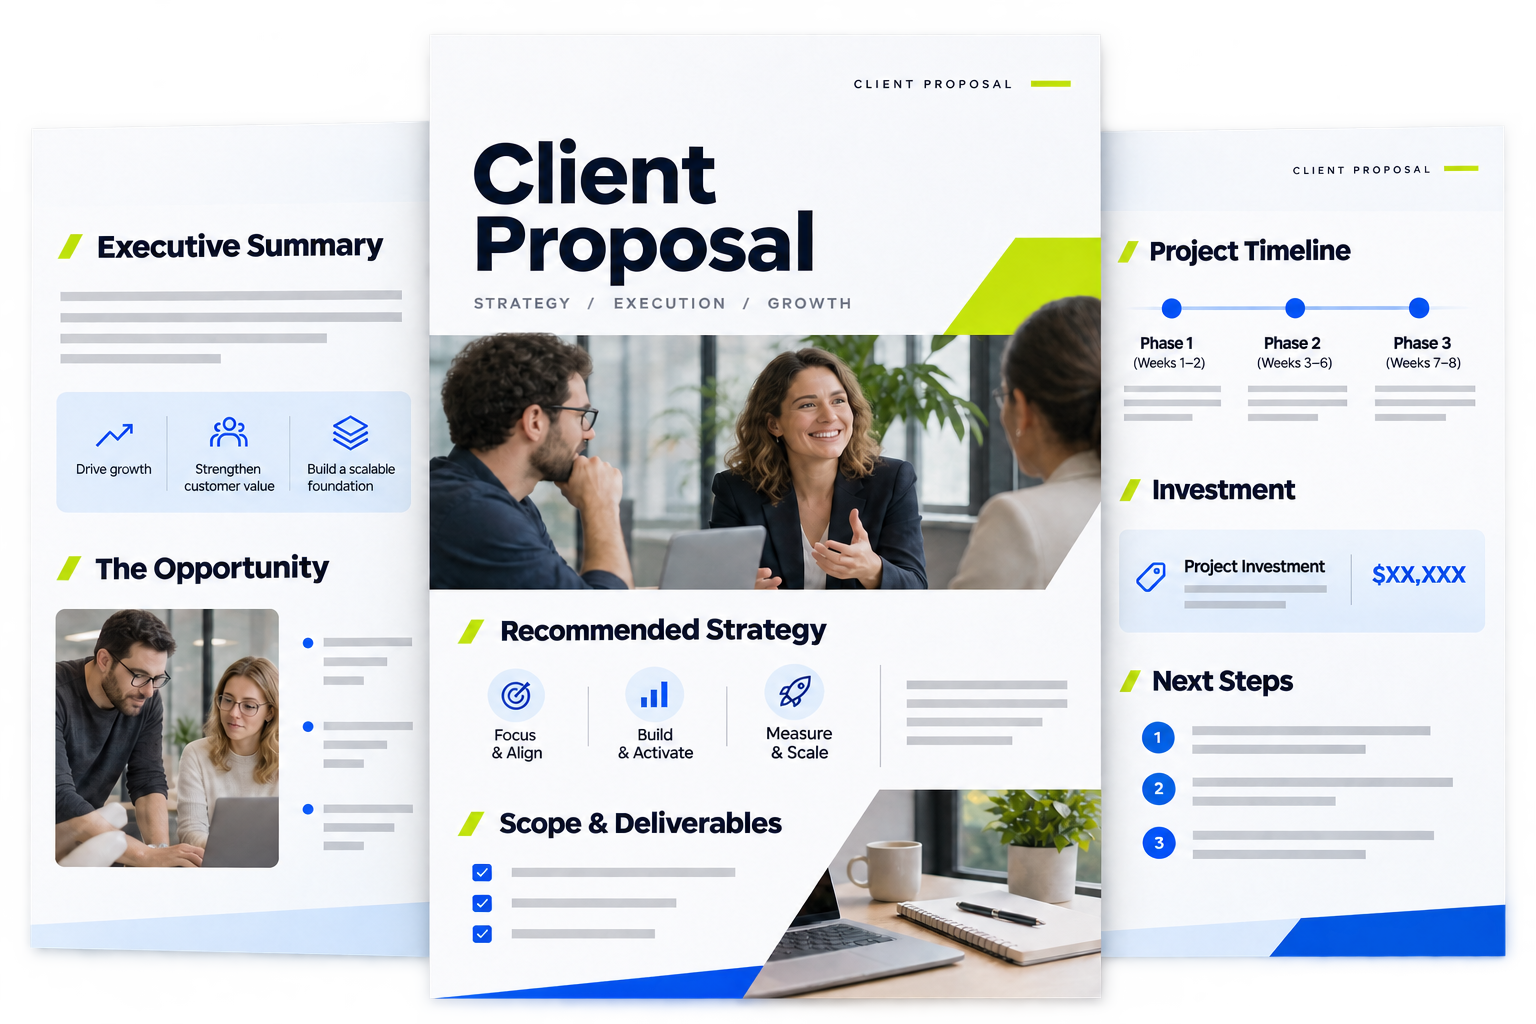 Executive Summary
Drive growth
Strengthen
customer value
Build a scalable
foundation
The Opportunity
CLIENT PROPOSAL
Client
Proposal
STRATEGY / EXECUTION / GROWTH
Recommended Strategy
Focus
& Align
Build
& Activate
Measure
& Scale
Scope & Deliverables
CLIENT PROPOSAL
Project Timeline
Phase 1
(Weeks 1–2)
Phase 2
(Weeks 3–6)
Phase 3
(Weeks 7–8)
Investment
Project Investment
$XX,XXX
Next Steps
1
2
3